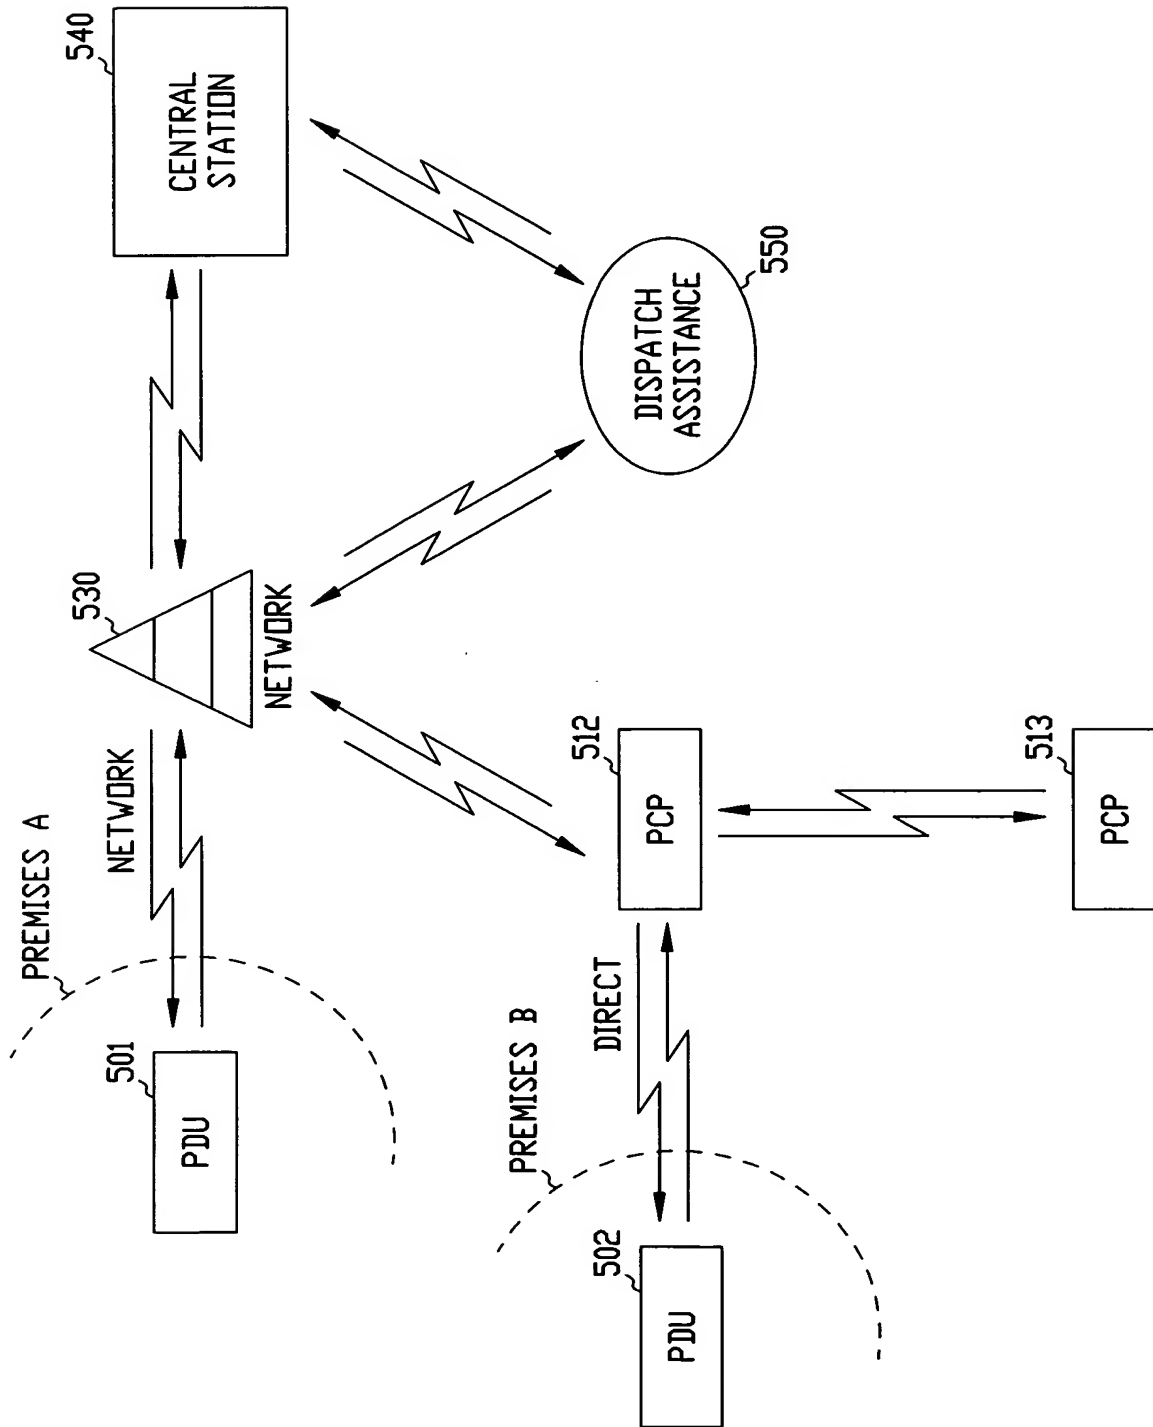 PREMISES A
501
PDU
NETWORK
530
NETWORK
540
CENTRAL
STATION
PREMISES B
502
PDU
DIRECT
512
PCP
550
DISPATCH
ASSISTANCE
513
PCP